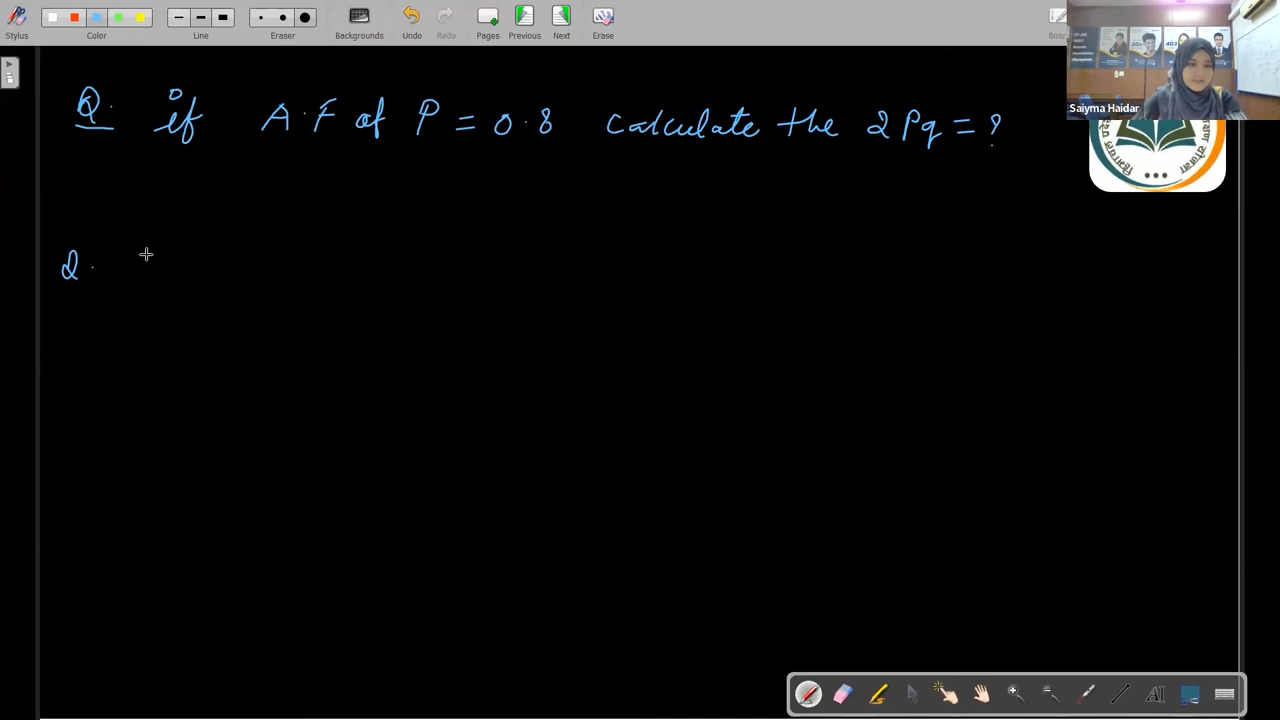 Stylus
Color
Line
Eraser
Backgrounds
Undo
Redo
Pages
Previous
Next
Erase
Saiyma Haidar
Q. if A.F of P = 0.8 calculate the 2Pq = ?
2.